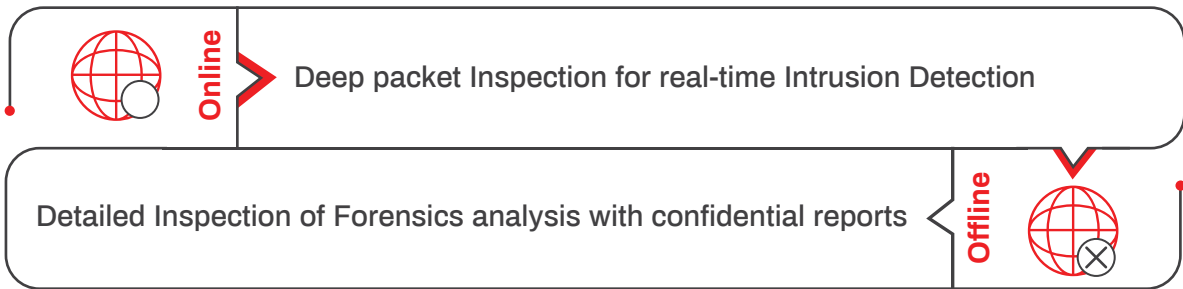 Online
Deep packet Inspection for real-time Intrusion Detection
Detailed Inspection of Forensics analysis with confidential reports
Offline